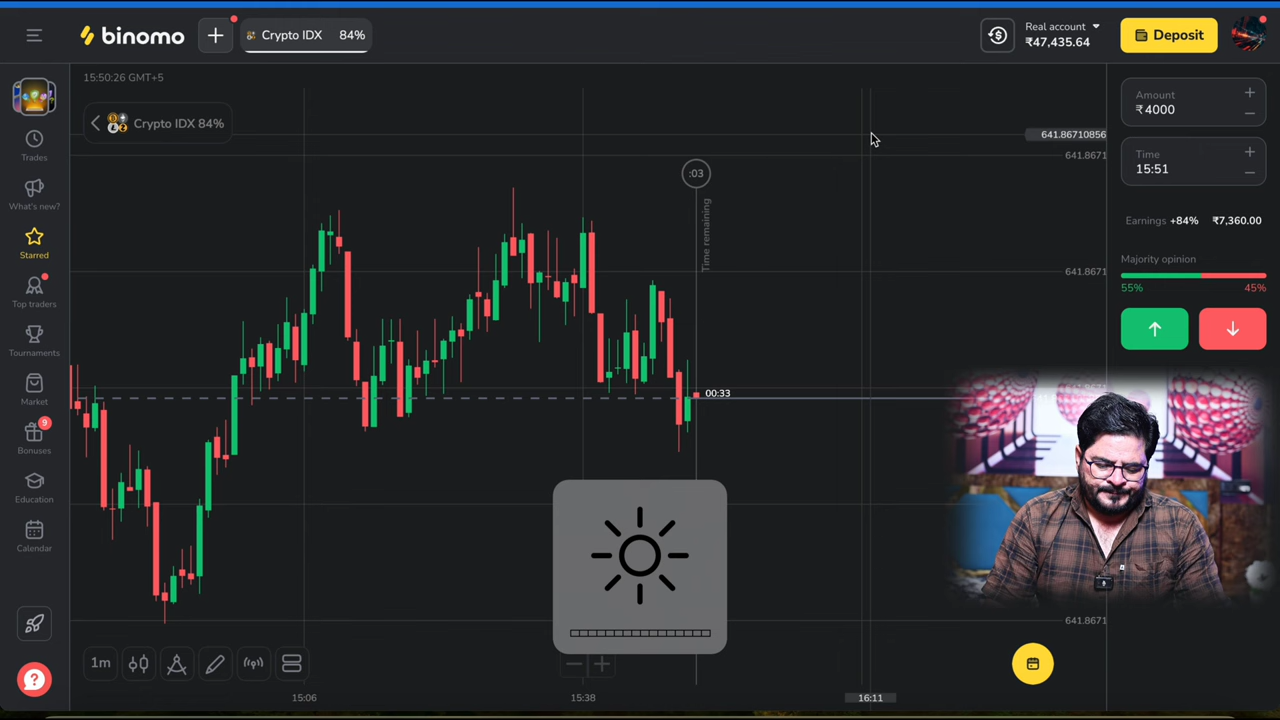 binomo
+
Crypto IDX 84%
Real account
₹47,435.64
Deposit
15:50:26 GMT+5
Crypto IDX 84%
Trades
What's new?
Starred
Top traders
Tournaments
Market
9
Bonuses
Education
Calendar
?
:03
Time remaining
00:33
641.86710856
641.8671
641.8671
641.8671
641.8671
Amount
₹4000
Time
15:51
Earnings +84% ₹7,360.00
Majority opinion
55% 45%
1m
15:06
15:38
16:11